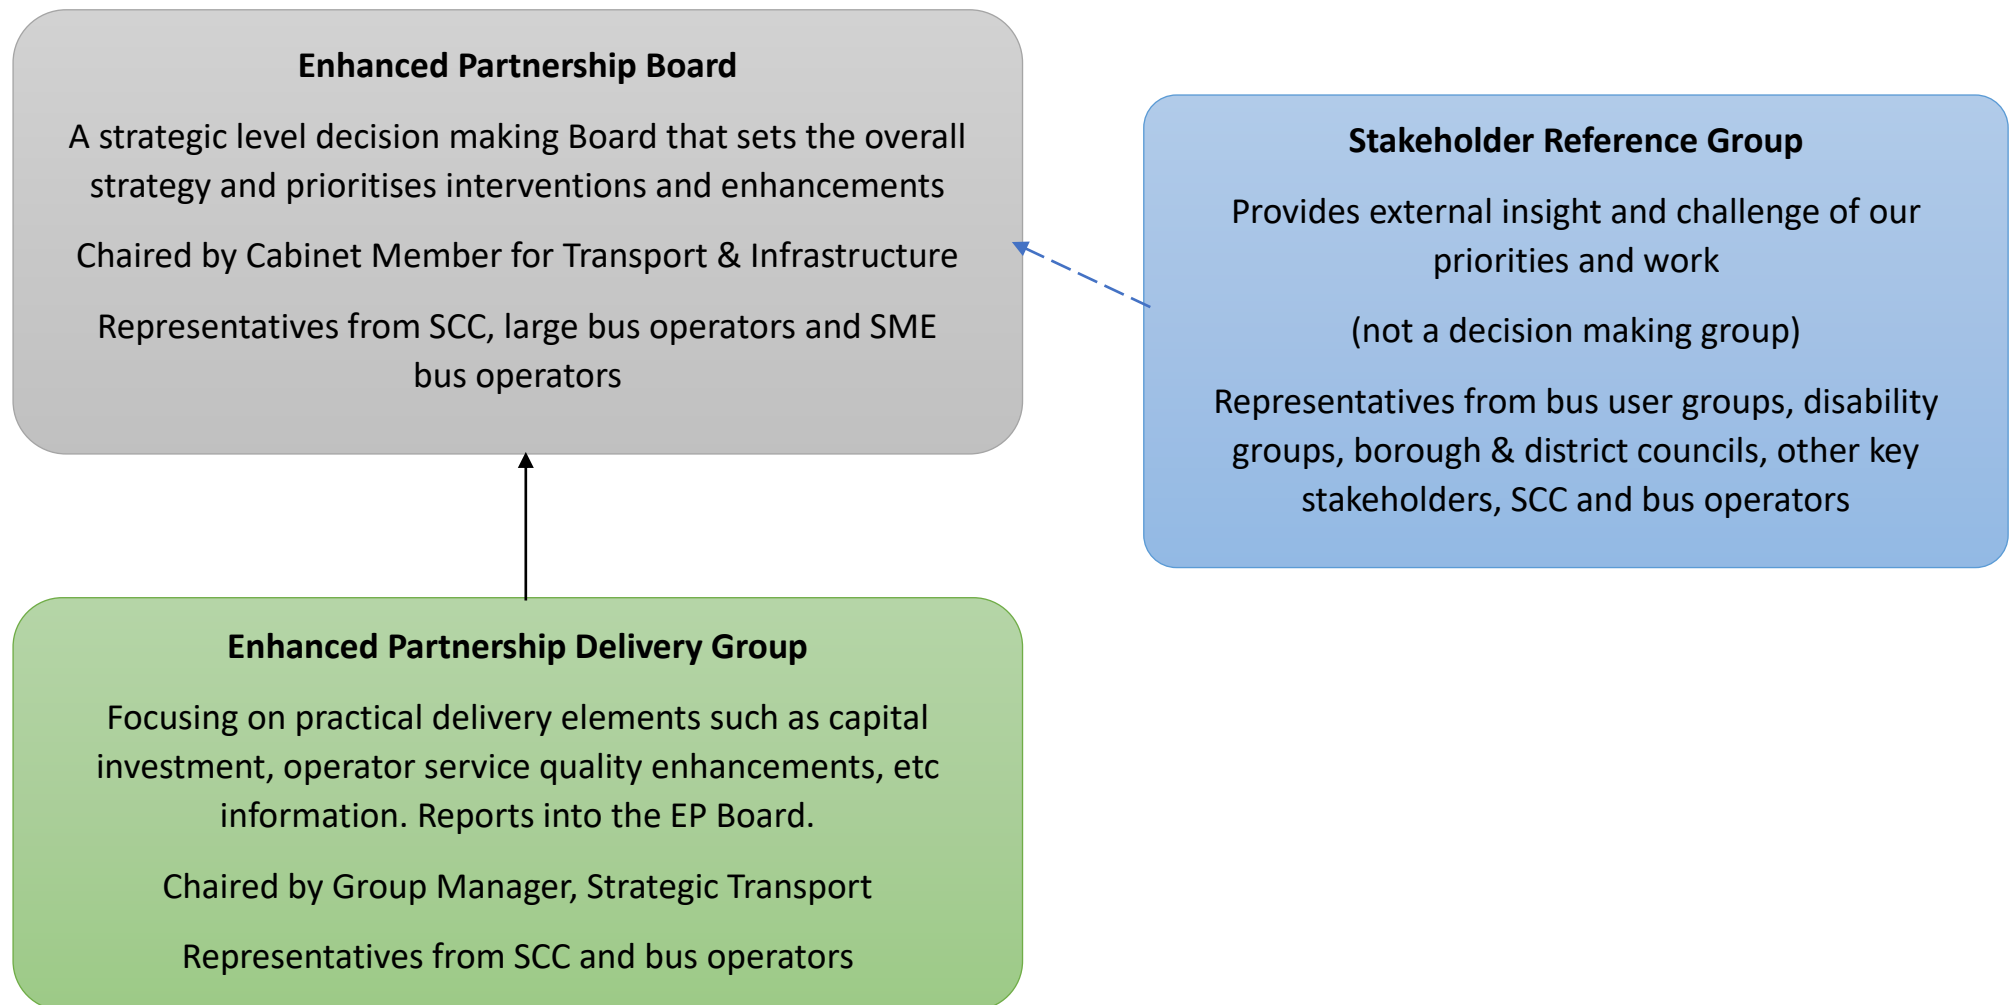 Enhanced Partnership Board
A strategic level decision making Board that sets the overall
strategy and prioritises interventions and enhancements
Chaired by Cabinet Member for Transport & Infrastructure
Representatives from SCC, large bus operators and SME
bus operators
Stakeholder Reference Group
Provides external insight and challenge of our
priorities and work
(not a decision making group)
Representatives from bus user groups, disability
groups, borough & district councils, other key
stakeholders, SCC and bus operators
Enhanced Partnership Delivery Group
Focusing on practical delivery elements such as capital
investment, operator service quality enhancements, etc
information. Reports into the EP Board.
Chaired by Group Manager, Strategic Transport
Representatives from SCC and bus operators